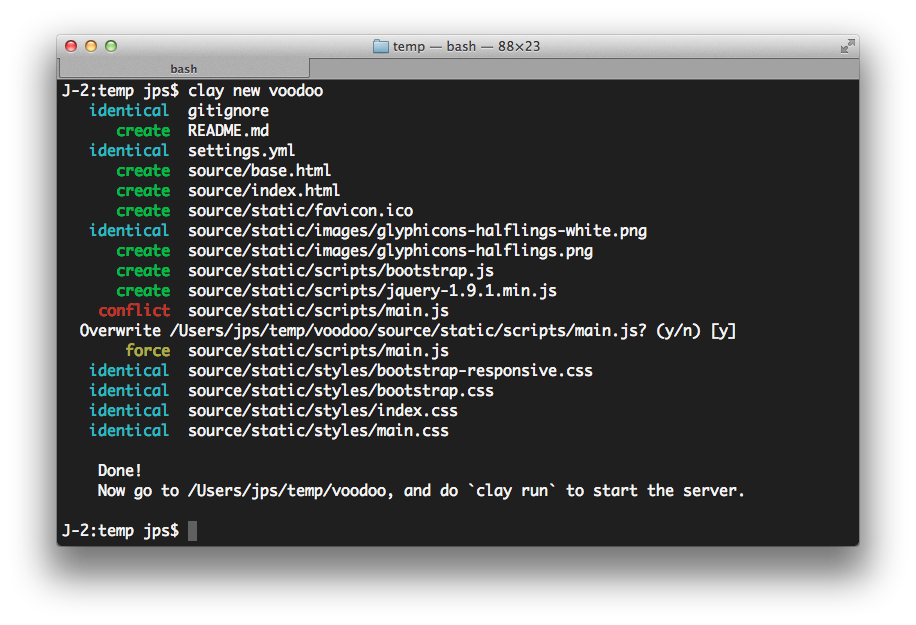 temp — bash — 88×23
bash
J-2:temp jps$ clay new voodoo
identical gitignore
create README.md
identical settings.yml
create source/base.html
create source/index.html
create source/static/favicon.ico
identical source/static/images/glyphicons-halflings-white.png
create source/static/images/glyphicons-halflings.png
create source/static/scripts/bootstrap.js
create source/static/scripts/jquery-1.9.1.min.js
conflict source/static/scripts/main.js
Overwrite /Users/jps/temp/voodoo/source/static/scripts/main.js? (y/n) [y]
force source/static/scripts/main.js
identical source/static/styles/bootstrap-responsive.css
identical source/static/styles/bootstrap.css
identical source/static/styles/index.css
identical source/static/styles/main.css
Done!
Now go to /Users/jps/temp/voodoo, and do `clay run` to start the server.
J-2:temp jps$